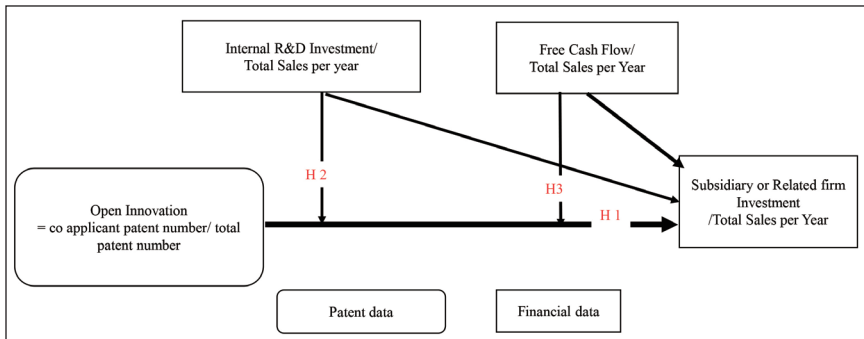 Internal R&D Investment/
Total Sales per year
Free Cash Flow/
Total Sales per Year
H 2
H3
H 1
Open Innovation
= co applicant patent number/ total
patent number
Subsidiary or Related firm
Investment
/Total Sales per Year
Patent data
Financial data